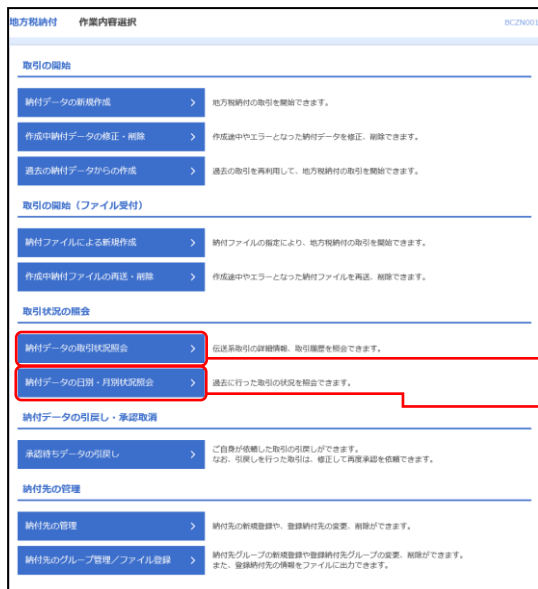 地方税納付 作業内容選択 BCZN001
取引の開始
納付データの新規作成 > 地方税納付の取引を開始できます。
作成中納付データの修正・削除 > 作成途中やエラーとなった納付データを修正、削除できます。
過去の納付データからの作成 > 過去の取引を再利用して、地方税納付の取引を開始できます。
取引の開始（ファイル受付）
納付ファイルによる新規作成 > 納付ファイルの指定により、地方税納付の取引を開始できます。
作成中納付ファイルの再送・削除 > 作成途中やエラーとなった納付ファイルを再送、削除できます。
取引状況の照会
納付データの取引状況照会 > 伝送系取引の詳細情報、取引履歴を照会できます。
納付データの日別・月別状況照会 > 過去に行った取引の状況を照会できます。
納付データの引戻し・承認取消
承認待ちデータの引戻し > ご自身が依頼した取引の引戻しができます。
なお、引戻しを行った取引は、修正して再度承認を依頼できます。
納付先の管理
納付先の管理 > 納付先の新規登録や、登録納付先の変更、削除ができます。
納付先のグループ管理／ファイル登録 > 納付先グループの新規登録や登録納付先グループの変更、削除ができます。
また、登録納付先の情報をファイルに出力できます。